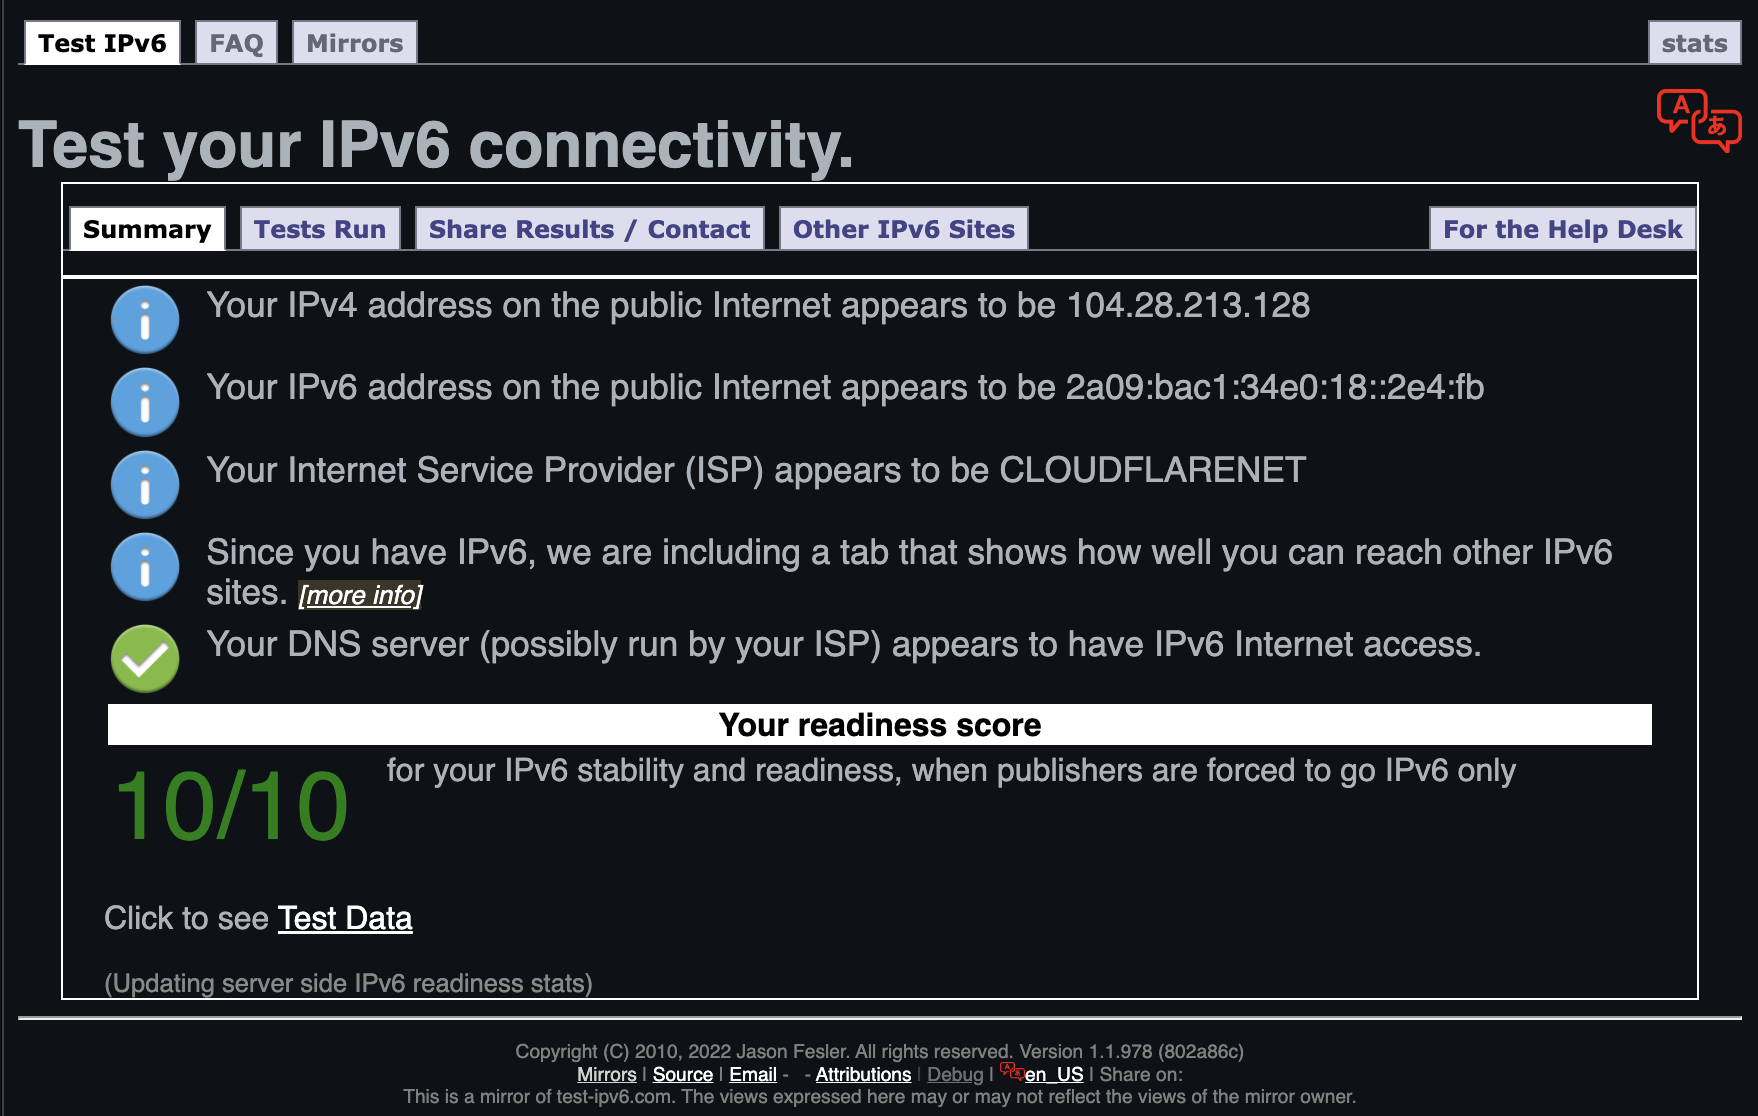 Test IPv6 FAQ Mirrors stats
A あ
Test your IPv6 connectivity.
Summary Tests Run Share Results / Contact Other IPv6 Sites For the Help Desk
Your IPv4 address on the public Internet appears to be 104.28.213.128
Your IPv6 address on the public Internet appears to be 2a09:bac1:34e0:18::2e4:fb
Your Internet Service Provider (ISP) appears to be CLOUDFLARENET
Since you have IPv6, we are including a tab that shows how well you can reach other IPv6
sites. [more info]
Your DNS server (possibly run by your ISP) appears to have IPv6 Internet access.
Your readiness score
10/10 for your IPv6 stability and readiness, when publishers are forced to go IPv6 only
Click to see Test Data
(Updating server side IPv6 readiness stats)
Copyright (C) 2010, 2022 Jason Fesler. All rights reserved. Version 1.1.978 (802a86c)
Mirrors | Source | Email - - Attributions | Debug | en_US | Share on:
This is a mirror of test-ipv6.com. The views expressed here may or may not reflect the views of the mirror owner.